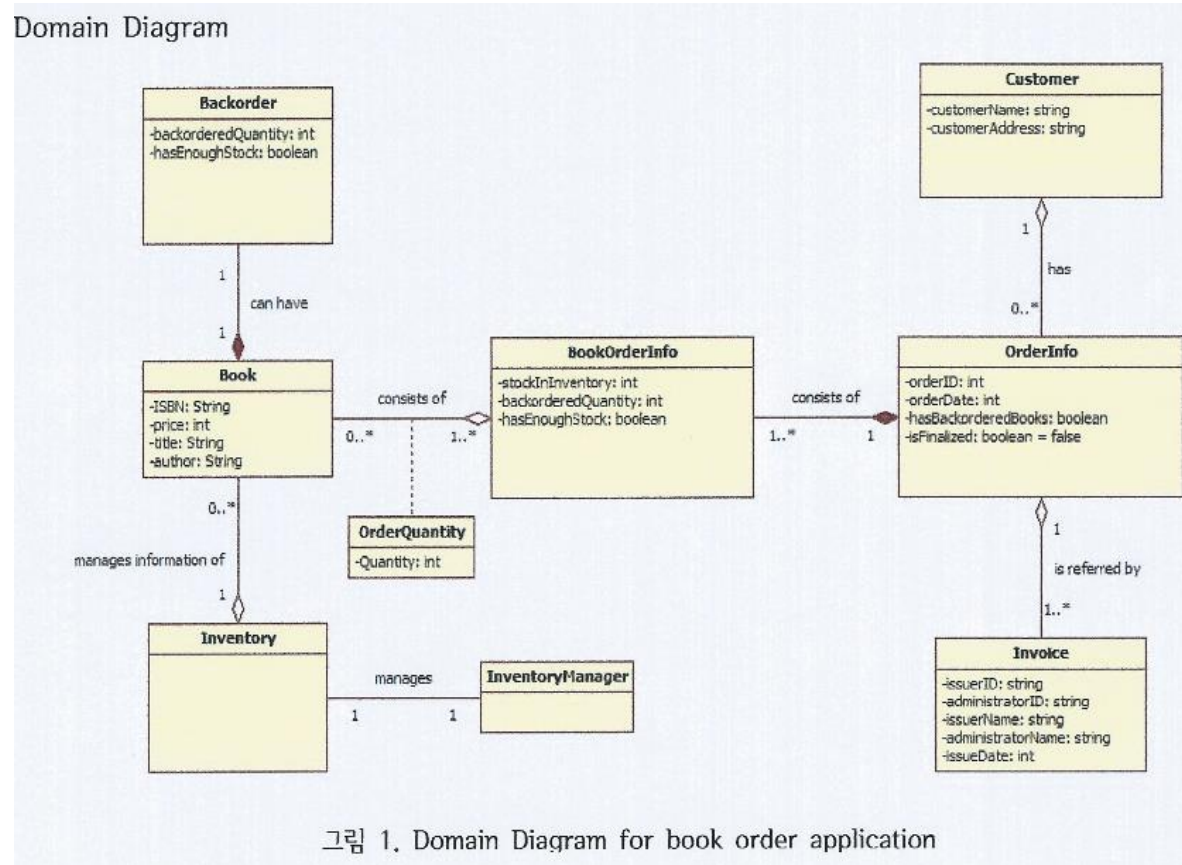 Domain Diagram
Backorder
-backorderedQuantity: int
-hasEnoughStock: boolean
Customer
-customerName: string
-customerAddress: string
1
can have
1
1
has
0..*
Book
-ISBN: String
-price: int
-title: String
-author: String
consists of
0..*
1..*
BookOrderInfo
-stockInInventory: int
-backorderedQuantity: int
-hasEnoughStock: boolean
consists of
1..*
1
OrderInfo
-orderID: int
-orderDate: int
-hasBackorderedBooks: boolean
-isFinalized: boolean = false
OrderQuantity
-Quantity: int
0..*
manages information of
1
1
is referred by
1..*
Inventory
manages
1
1
InventoryManager
Invoice
-issuerID: string
-administratorID: string
-issuerName: string
-administratorName: string
-issueDate: int
그림 1. Domain Diagram for book order application